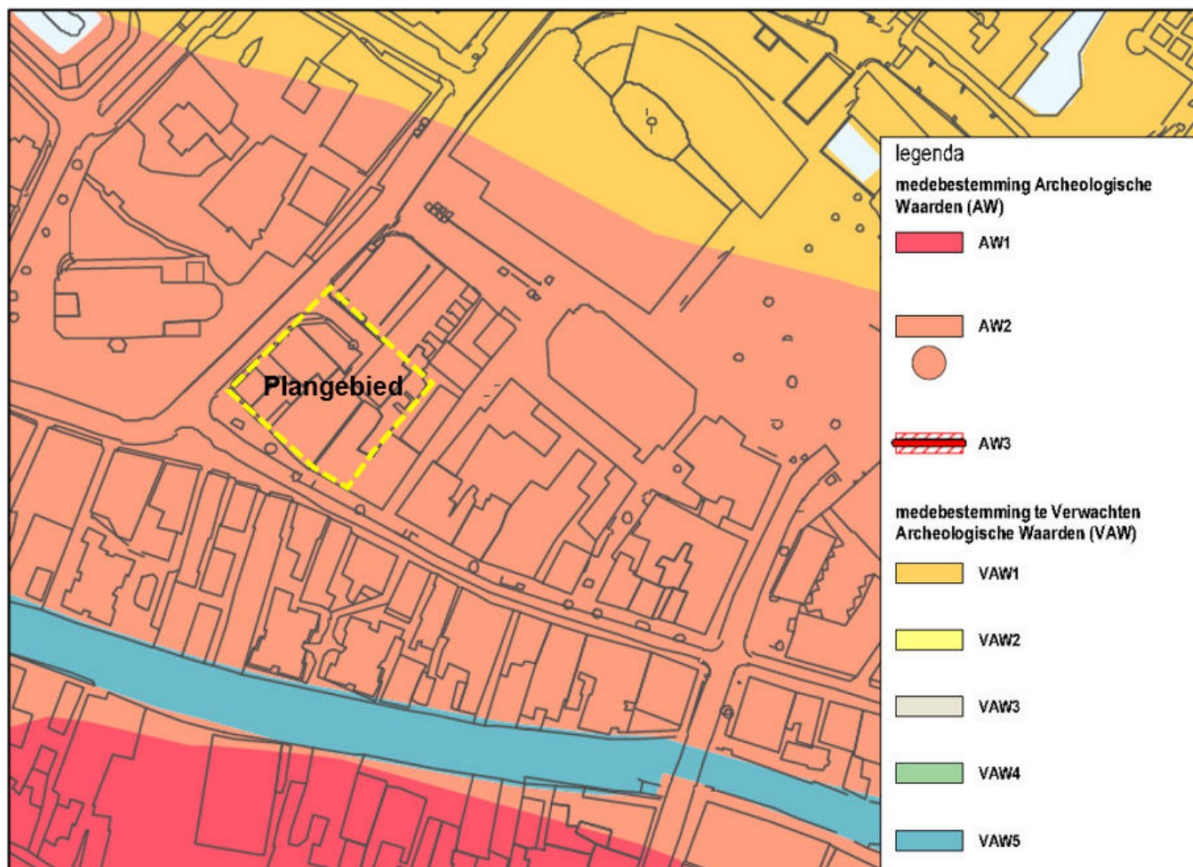 Plangebied
legenda
medebestemming Archeologische
Waarden (AW)
AW1
AW2
AW3
medebestemming te Verwachten
Archeologische Waarden (VAW)
VAW1
VAW2
VAW3
VAW4
VAW5